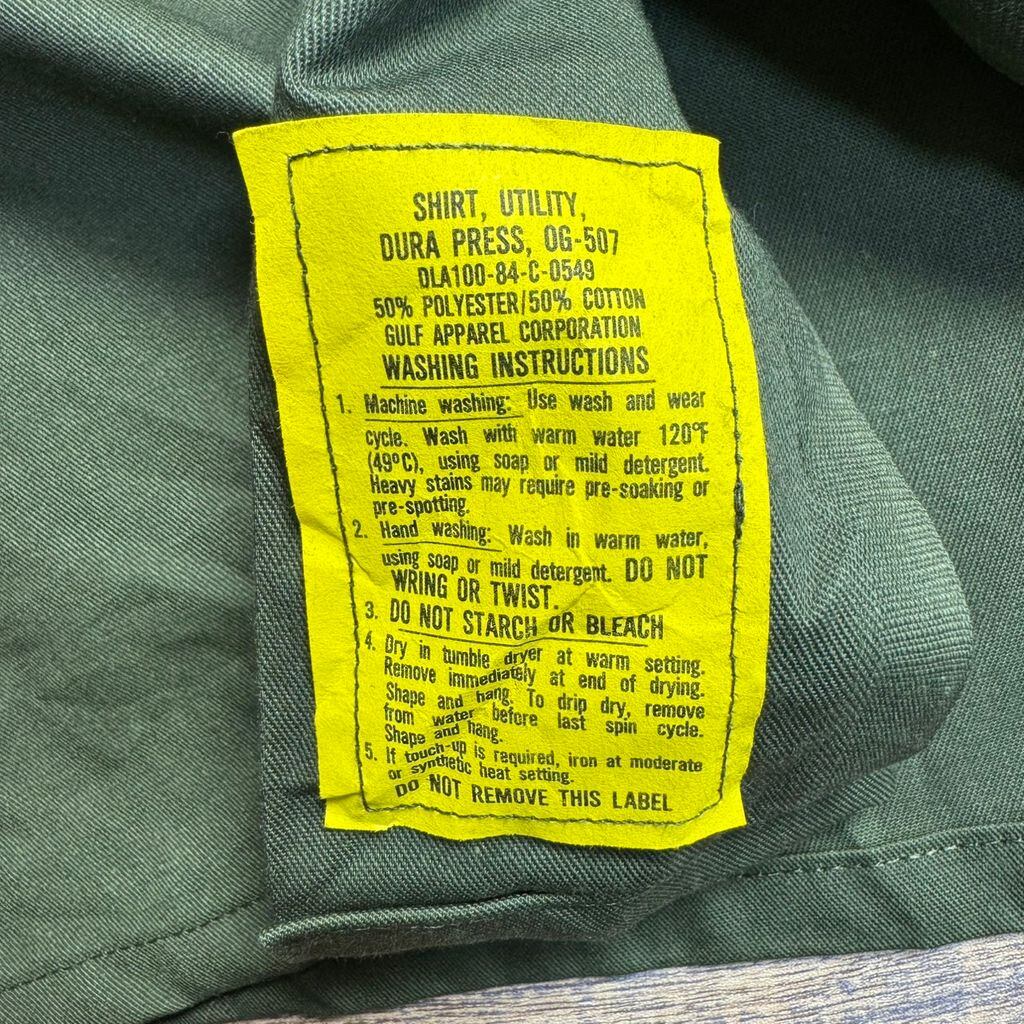 SHIRT, UTILITY,
DURA PRESS, OG-507
DLA100-84-C-0549
50% POLYESTER/50% COTTON
GULF APPAREL CORPORATION
WASHING INSTRUCTIONS
1. Machine washing: Use wash and wear
cycle. Wash with warm water 120°F
(49°C), using soap or mild detergent.
Heavy stains may require pre-soaking or
pre-spotting.
2. Hand washing: Wash in warm water,
using soap or mild detergent. DO NOT
WRING OR TWIST.
3. DO NOT STARCH OR BLEACH
4. Dry in tumble dryer at warm setting.
Remove immediately at end of drying.
Shape and hang. To drip dry, remove
from water before last spin cycle.
Shape and hang.
5. If touch-up is required, iron at moderate
or synthetic heat setting.
DO NOT REMOVE THIS LABEL